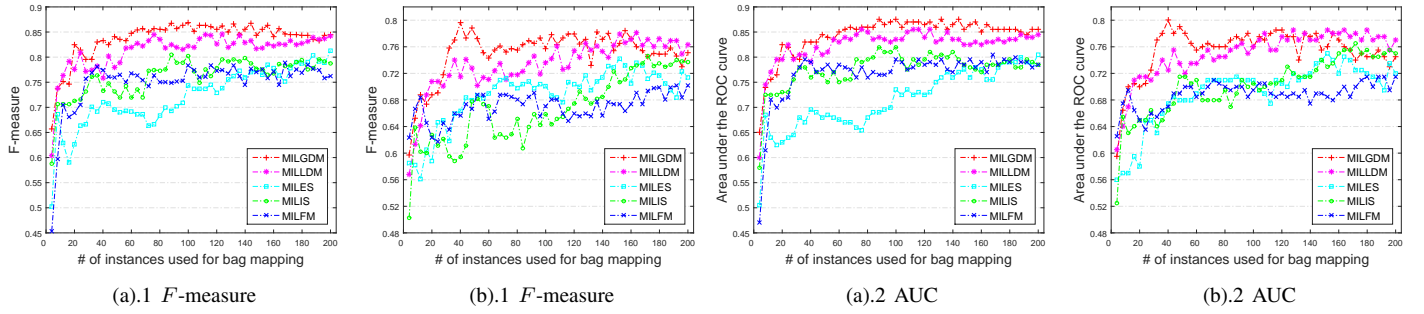 F-measure
0.9
0.85
0.8
0.75
0.7
0.65
0.6
0.55
0.5
0.45
0 20 40 60 80 100 120 140 160 180 200
# of instances used for bag mapping
MILGDM
MILLDM
MILES
MILIS
MILFM
(a).1 F-measure
F-measure
0.8
0.76
0.72
0.68
0.64
0.6
0.56
0.52
0.48
0 20 40 60 80 100 120 140 160 180 200
# of instances used for bag mapping
MILGDM
MILLDM
MILES
MILIS
MILFM
(b).1 F-measure
Area under the ROC curve
0.9
0.85
0.8
0.75
0.7
0.65
0.6
0.55
0.5
0.45
0 20 40 60 80 100 120 140 160 180 200
# of instances used for bag mapping
MILGDM
MILLDM
MILES
MILIS
MILFM
(a).2 AUC
Area under the ROC curve
0.8
0.76
0.72
0.68
0.64
0.6
0.56
0.52
0.48
0 20 40 60 80 100 120 140 160 180 200
# of instances used for bag mapping
MILGDM
MILLDM
MILES
MILIS
MILFM
(b).2 AUC